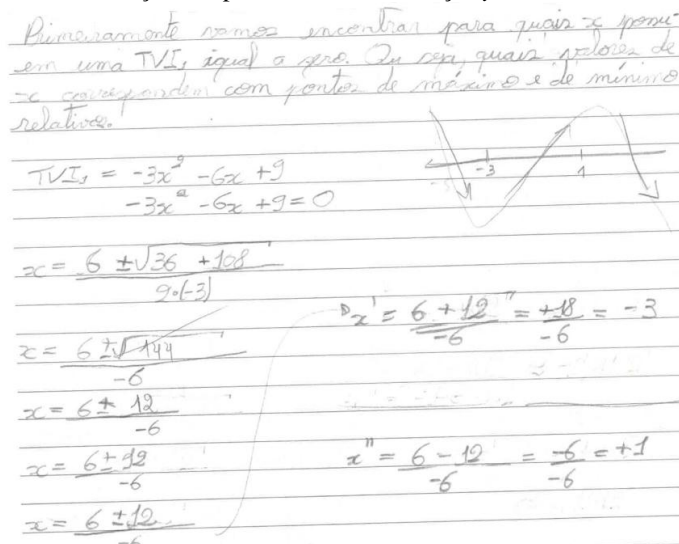 Primeiramente vamos encontrar para quais x possu-
em uma TVI, igual a zero. Ou seja, quais valores de
x correspondem com pontos de máximo e de mínimo
relativos.
TVI, = -3x² - 6x + 9
-3x² - 6x + 9 = 0
-3 1
x = 6 ± √36 + 108
2·(-3)
x = 6 ± √144
-6
x = 6 ± 12
-6
x = 6 ± 12
-6
x = 6 ± 12
-6
x' = 6 + 12 = +18 = -3
-6 -6
x'' = 6 - 12 = -6 = +1
-6 -6